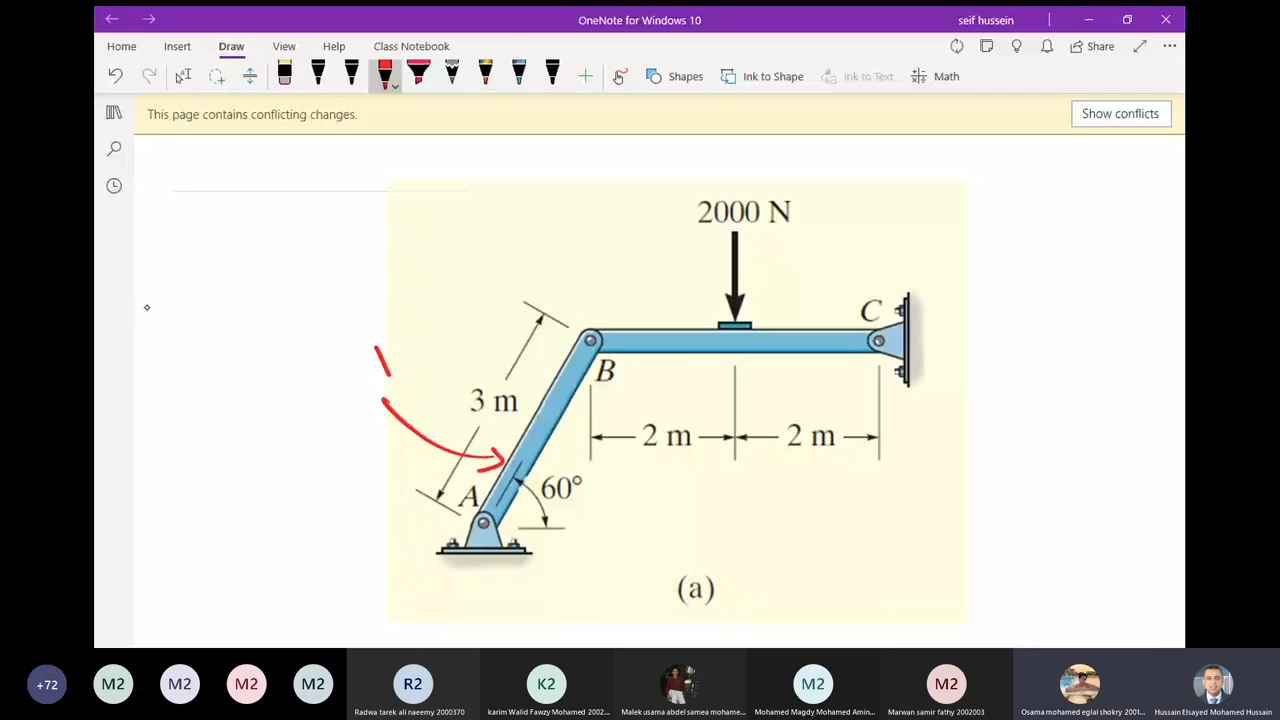 OneNote for Windows 10
seif hussein
Home Insert Draw View Help Class Notebook
Share
Shapes
Ink to Shape
Ink to Text
Math
This page contains conflicting changes.
Show conflicts
2000 N
C
B
3 m
2 m
2 m
A
60°
(a)
+72
M2
M2
M2
M2
R2
K2
M2
M2
Radwa tarek ali naeemy 2000370
karim Walid Fawzy Mohamed 2002...
Malek usama abdel samea mohame...
Mohamed Magdy Mohamed Amin...
Marwan samir fathy 2002003
Osama mohamed eglal shokry 2001...
Hussain Elsayed Mohamed Hussain